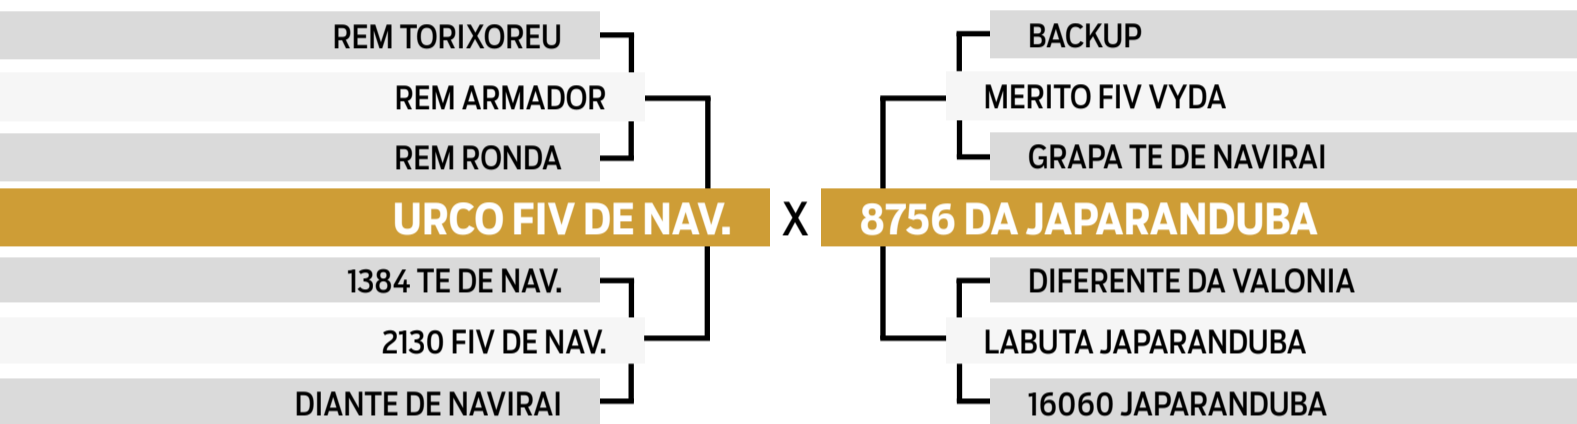 REM TORIXOREU
REM ARMADOR
REM RONDA
URCO FIV DE NAV.
1384 TE DE NAV.
2130 FIV DE NAV.
DIANTE DE NAVIRAI
X
BACKUP
MERITO FIV VYDA
GRAPA TE DE NAVIRAI
8756 DA JAPARANDUBA
DIFERENTE DA VALONIA
LABUTA JAPARANDUBA
16060 JAPARANDUBA